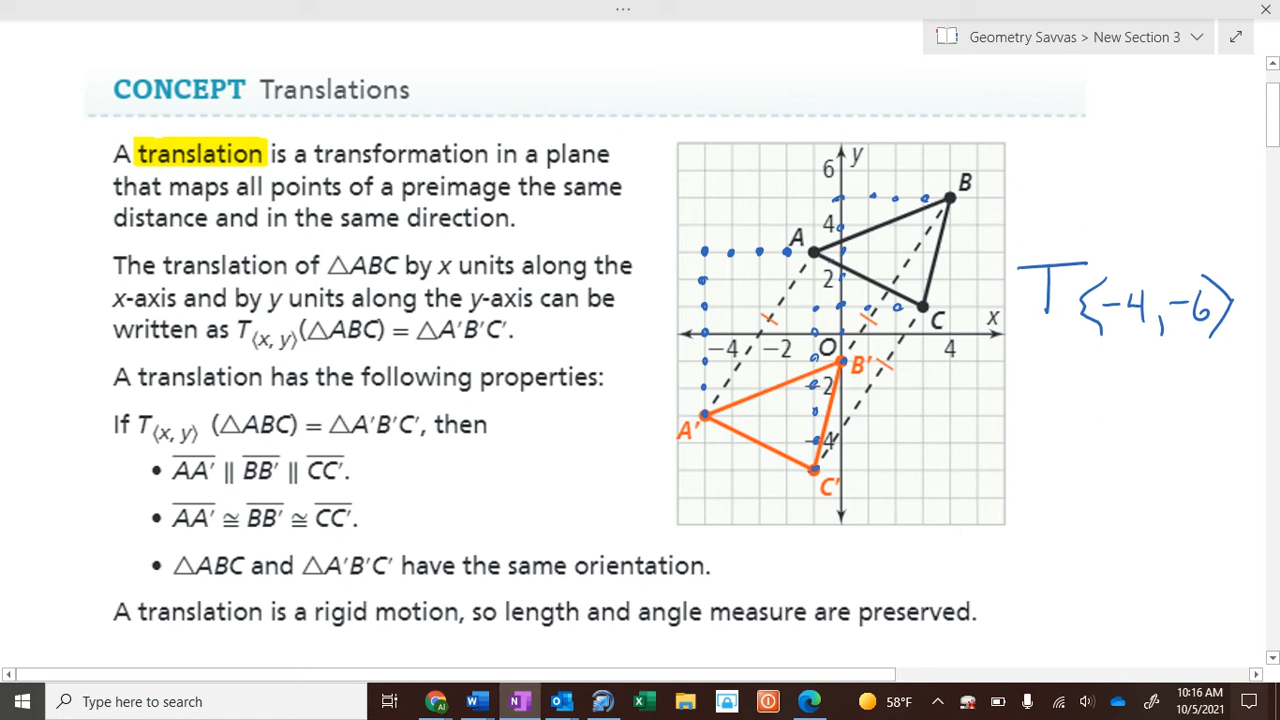 Geometry Savvas > New Section 3
CONCEPT Translations
A translation is a transformation in a plane
that maps all points of a preimage the same
distance and in the same direction.
The translation of △ABC by x units along the
x-axis and by y units along the y-axis can be
written as T⟨x, y⟩(△ABC) = △A′B′C′.
A translation has the following properties:
If T⟨x, y⟩ (△ABC) = △A′B′C′, then
• AA′ ∥ BB′ ∥ CC′.
• AA′ ≅ BB′ ≅ CC′.
• △ABC and △A′B′C′ have the same orientation.
A translation is a rigid motion, so length and angle measure are preserved.
y
6
B
4
A
2
C
x
−4
−2
O
4
B′
−2
A′
−4
C′
T⟨−4, −6⟩
Type here to search
58°F
10:16 AM
10/5/2021